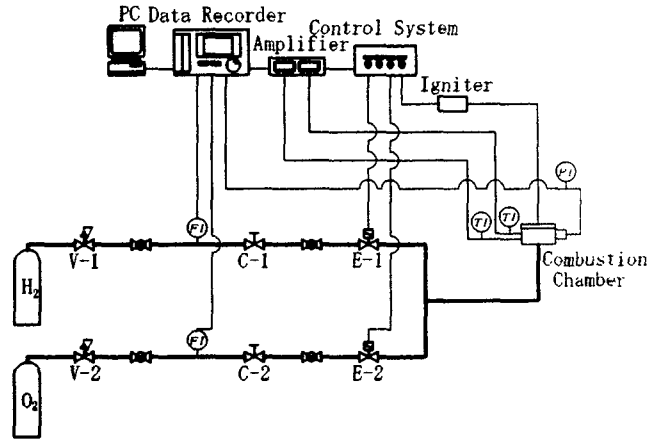 PC Data Recorder
Amplifier
Control System
Igniter
PI
FI
TI
TI
V-1
C-1
E-1
Combustion
Chamber
H₂
FI
V-2
C-2
E-2
O₂